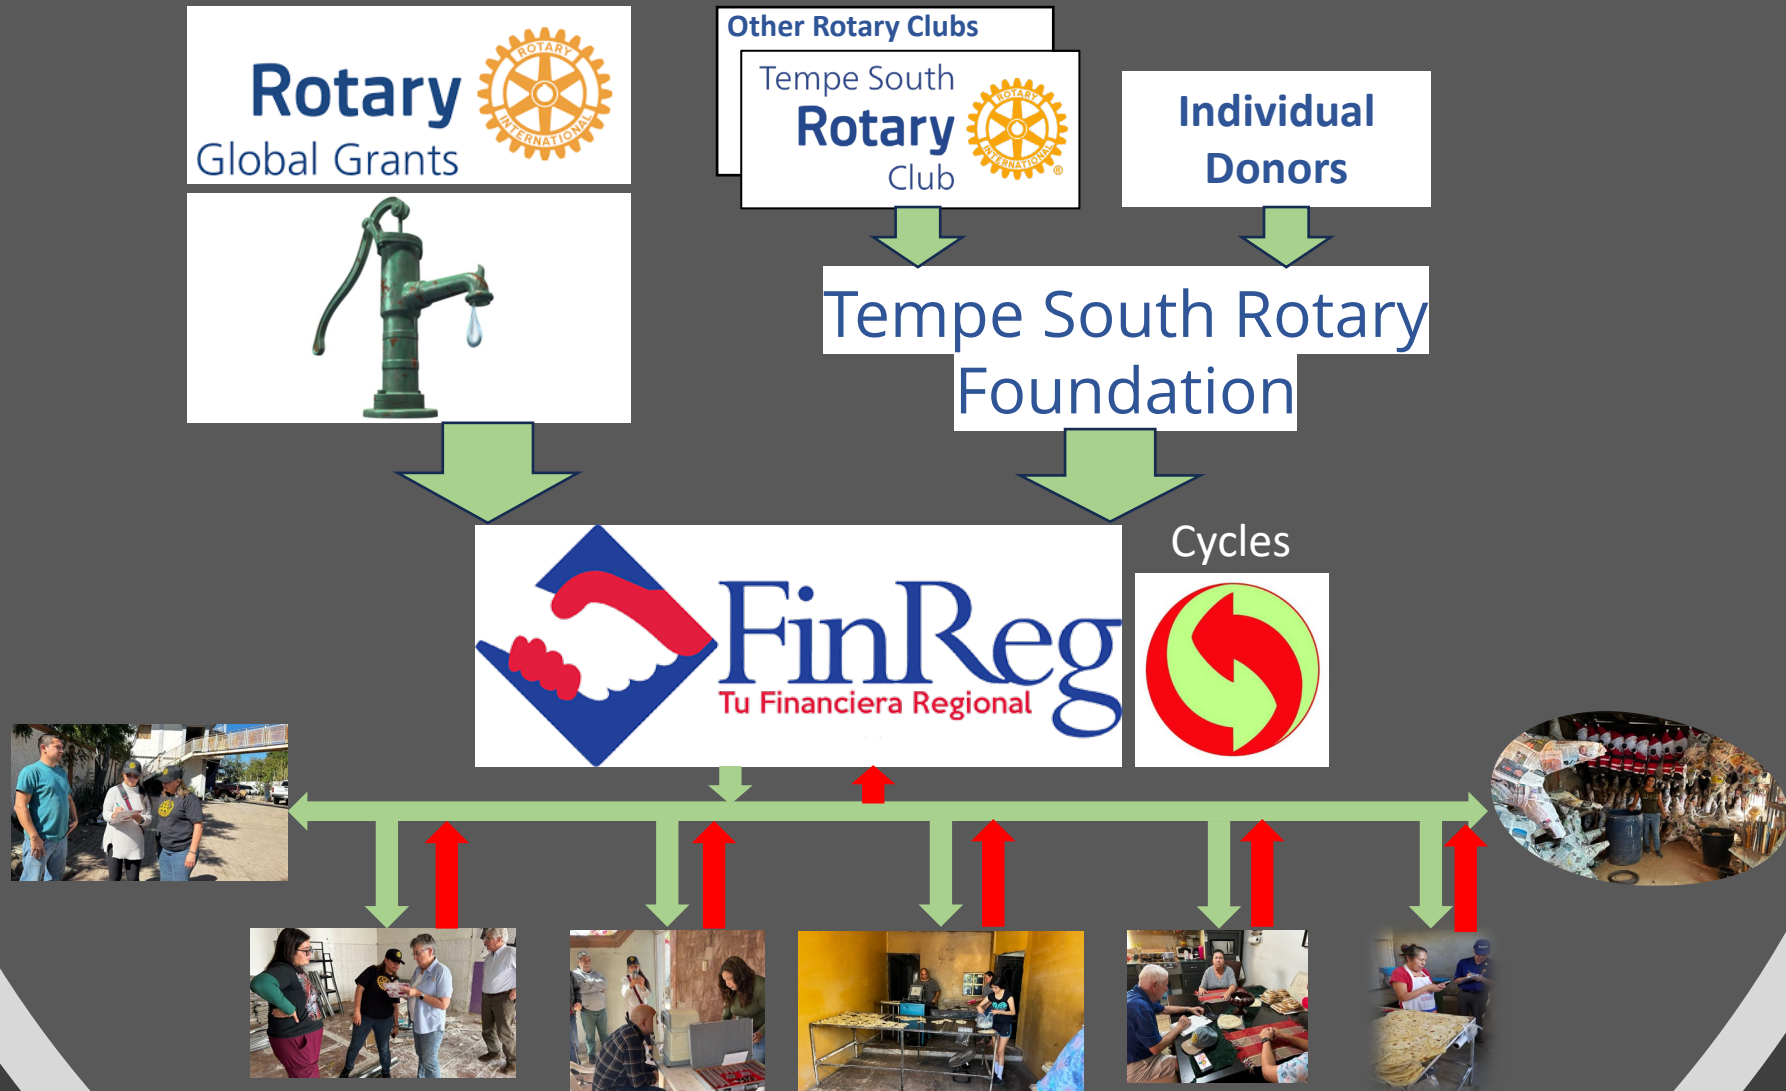 Rotary
Global Grants
ROTARY
INTERNATIONAL
Other Rotary Clubs
Tempe South
Rotary
Club
ROTARY
INTERNATIONAL
®
Individual
Donors
Tempe South Rotary
Foundation
FinReg
Tu Financiera Regional
Cycles